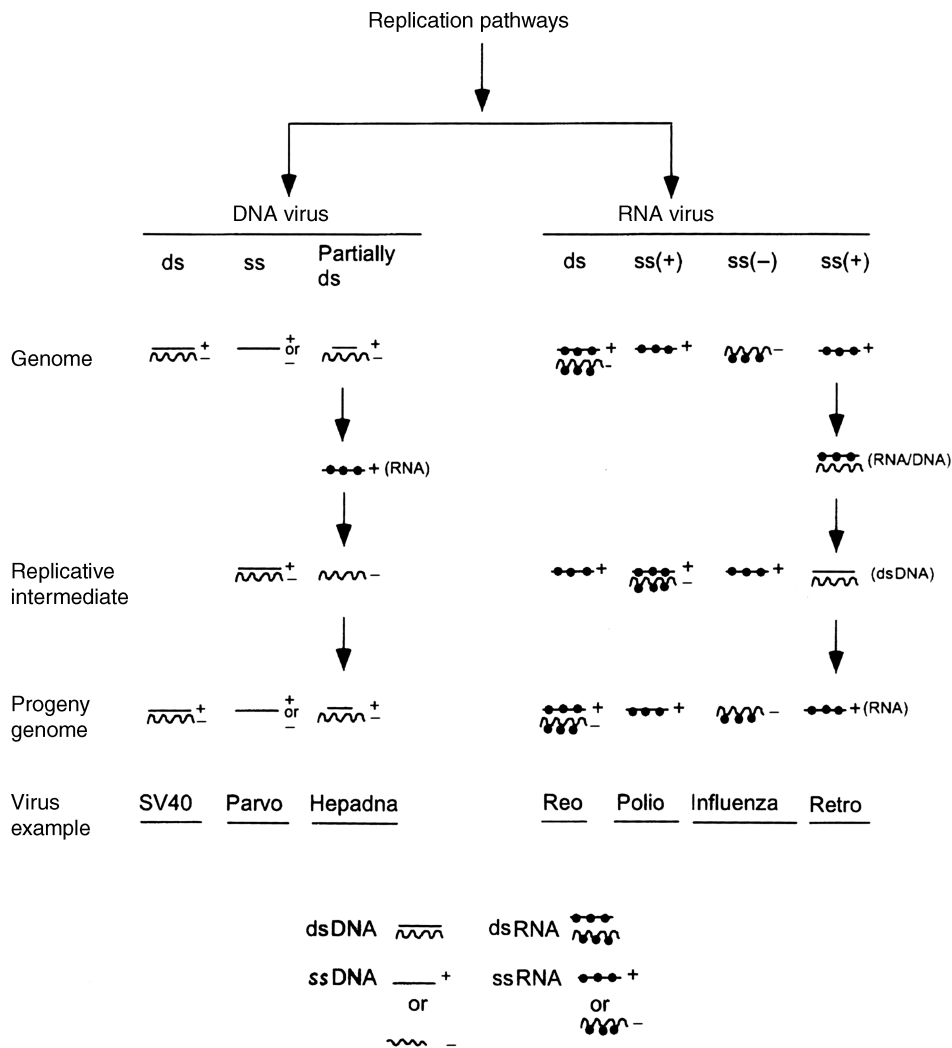 Replication pathways
DNA virus
RNA virus
ds ss Partially
ds
ds ss(+) ss(−) ss(+)
Genome
+
−
+
or
−
+
−
+
−
+
−
+
+ (RNA)
(RNA/DNA)
Replicative
intermediate
+
−
−
+
+
−
+
(dsDNA)
Progeny
genome
+
−
+
or
−
+
−
+
−
+
−
+(RNA)
Virus
example
SV40 Parvo Hepadna Reo Polio Influenza Retro
dsDNA dsRNA
ssDNA + ssRNA +
or or
− −